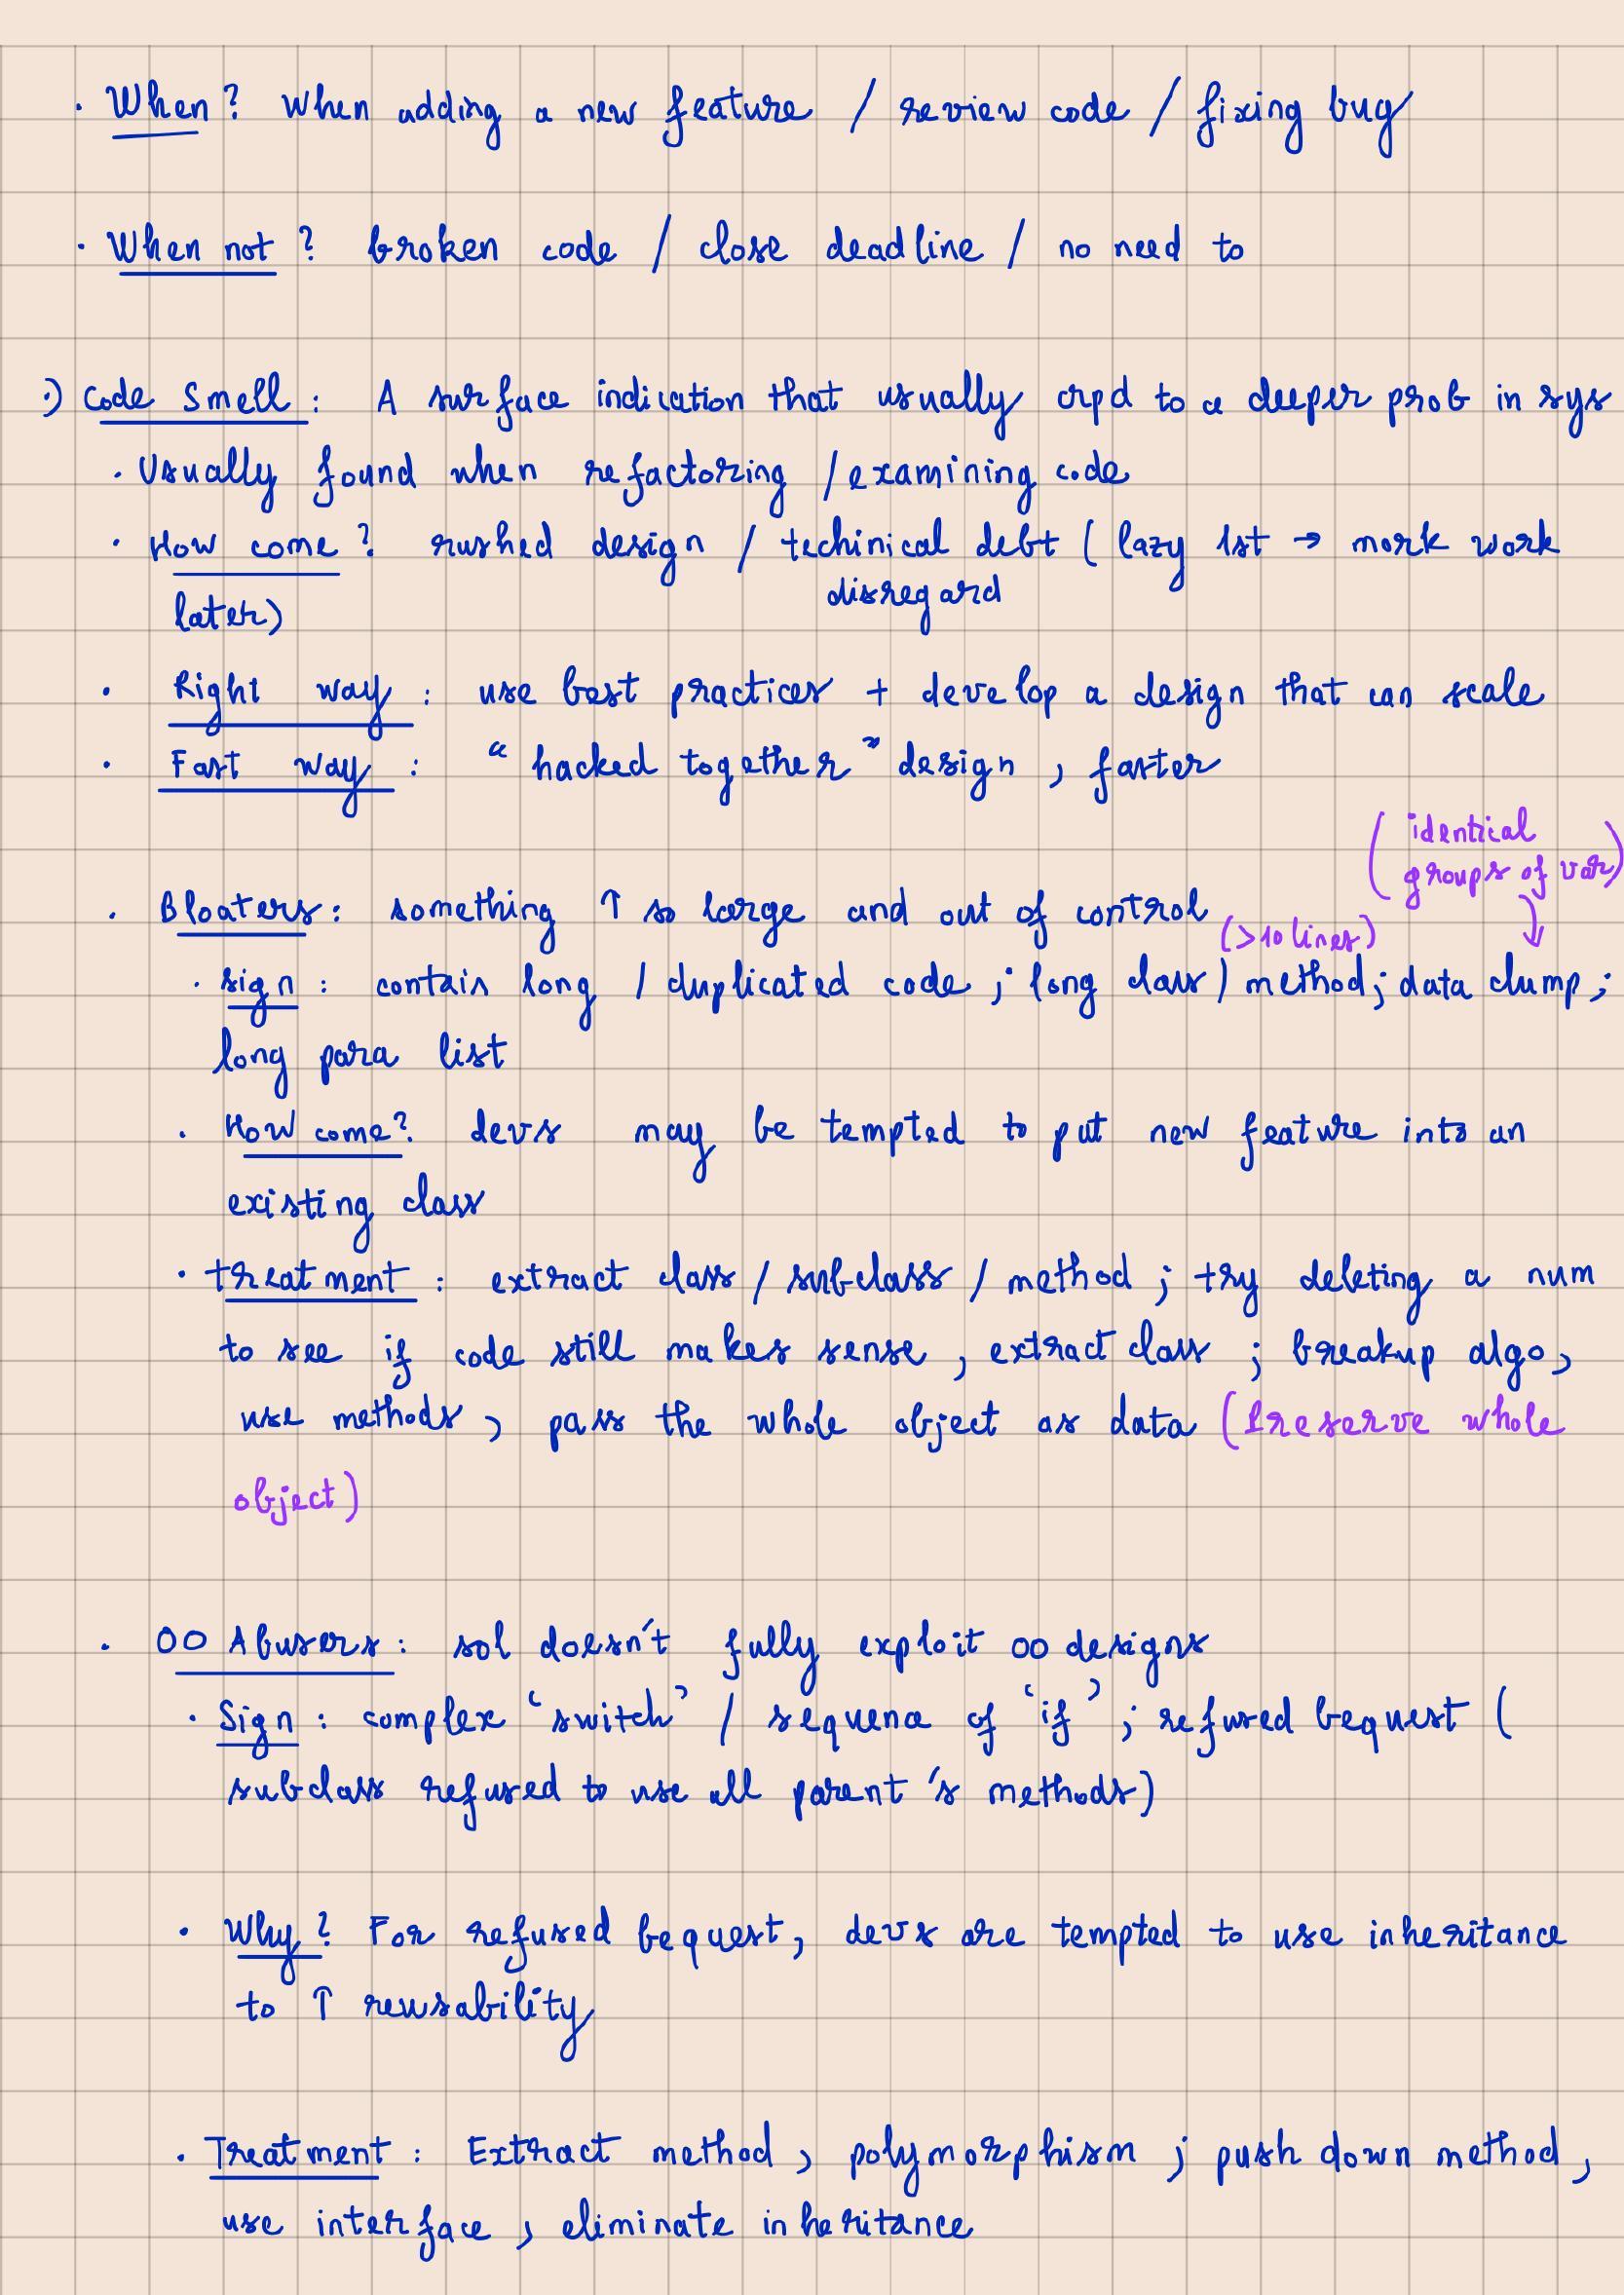 · When? When adding a new feature / review code / fixing bug
· When not? broken code / close deadline / no need to
·) Code Smell: A surface indication that usually crpd to a deeper prob in sys
· Usually found when refactoring / examining code
· How come? rushed design / techinical debt (lazy 1st → mork work
disregard
later)
· Right way: use best practices + develop a design that can scale
· Fast way: "hacked together" design, faster
(identical
groups of var)
· Bloaters: something ↑ so large and out of control
(>10 lines)
· sign: contain long / duplicated code; long class) method; data clump;
long para list
· How come? devs may be tempted to put new feature into an
existing class
· treatment: extract class / subclass / method; try deleting a num
to see if code still makes sense, extract class; breakup algo,
use methods, pass the whole object as data (Preserve whole
object)
· OO Abusers: sol doesn't fully exploit OO designs
· Sign: complex 'switch' / sequence of 'if'; refused bequest (
subclass refused to use all parent's methods)
· Why? For refused bequest, devs are tempted to use inheritance
to ↑ reusability
· Treatment: Extract method, polymorphism; push down method,
use interface, eliminate inheritance